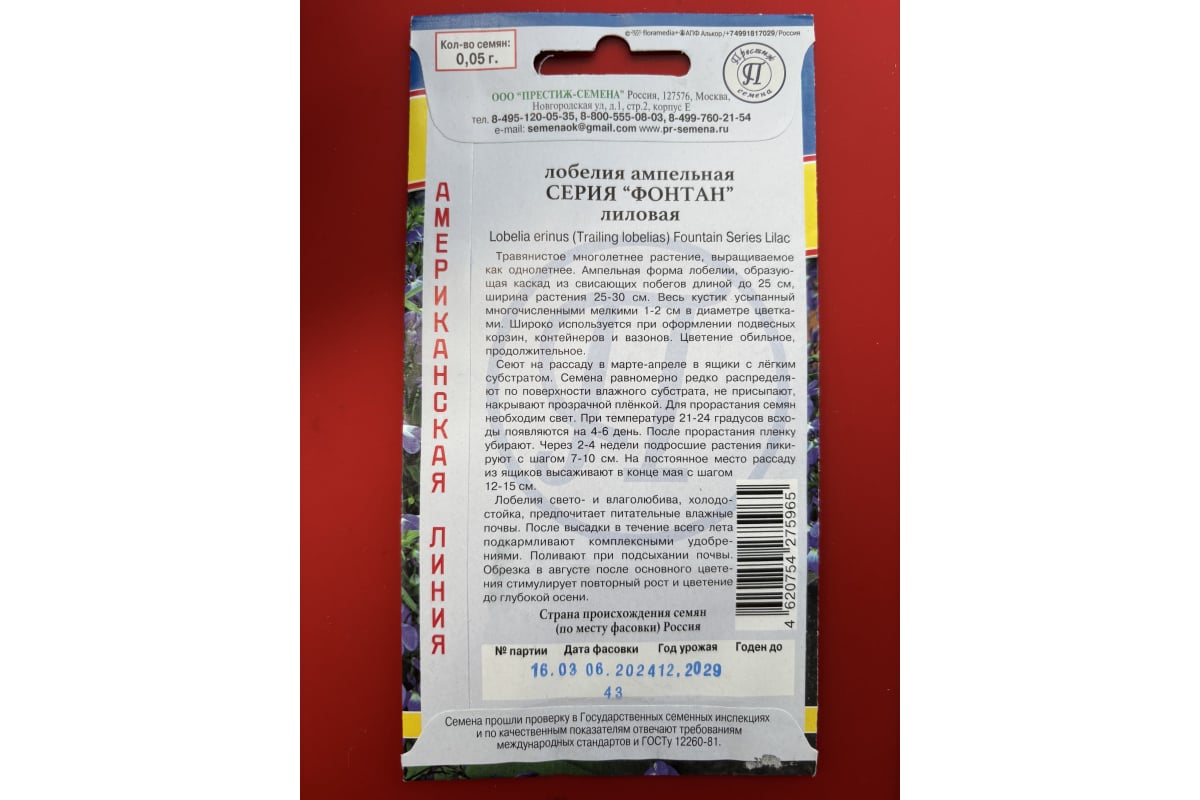 © floramedia+ АПФ Алькор/+74991817029/Россия
Кол-во семян:
0,05 г.
Престиж
П
семена
ООО “ПРЕСТИЖ-СЕМЕНА” Россия, 127576, Москва,
Новгородская ул, д.1, стр.2, корпус Е
тел. 8-495-120-05-35, 8-800-555-08-03, 8-499-760-21-54
e-mail: semenaok@gmail.com www.pr-semena.ru
АМЕРИКАНСКАЯ ЛИНИЯ
лобелия ампельная
СЕРИЯ “ФОНТАН”
лиловая
Lobelia erinus (Trailing lobelias) Fountain Series Lilac
Травянистое многолетнее растение, выращиваемое
как однолетнее. Ампельная форма лобелии, образую-
щая каскад из свисающих побегов длиной до 25 см,
ширина растения 25-30 см. Весь кустик усыпанный
многочисленными мелкими 1-2 см в диаметре цветка-
ми. Широко используется при оформлении подвесных
корзин, контейнеров и вазонов. Цветение обильное,
продолжительное.
Сеют на рассаду в марте-апреле в ящики с лёгким
субстратом. Семена равномерно редко распределя-
ют по поверхности влажного субстрата, не присыпают,
накрывают прозрачной плёнкой. Для прорастания семян
необходим свет. При температуре 21-24 градусов всхо-
ды появляются на 4-6 день. После прорастания пленку
убирают. Через 2-4 недели подросшие растения пики-
руют с шагом 7-10 см. На постоянное место рассаду
из ящиков высаживают в конце мая с шагом
12-15 см.
Лобелия свето- и влаголюбива, холодо-
стойка, предпочитает питательные влажные
почвы. После высадки в течение всего лета
подкармливают комплексными удобре-
ниями. Поливают при подсыхании почвы.
Обрезка в августе после основного цвете-
ния стимулирует повторный рост и цветение
до глубокой осени.
4 620754 275965
Страна происхождения семян
(по месту фасовки) Россия
№ партии Дата фасовки Год урожая Годен до
16.03 06.202412,2029
43
Семена прошли проверку в Государственных семенных инспекциях
и по качественным показателям отвечают требованиям
международных стандартов и ГОСТу 12260-81.